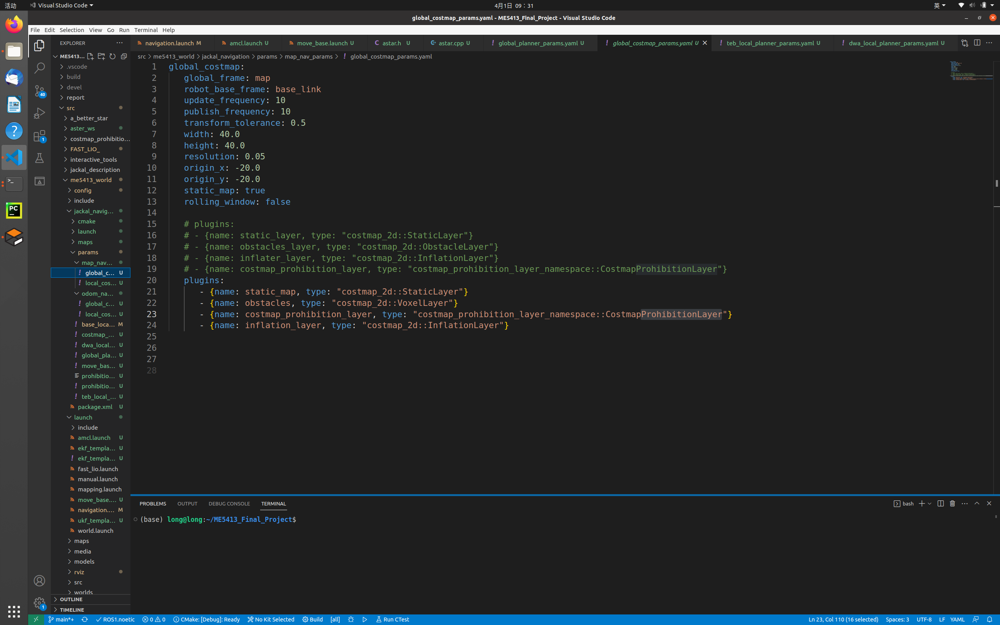 活动
Visual Studio Code
4月1日 09：31
英
global_costmap_params.yaml - ME5413_Final_Project - Visual Studio Code
File Edit Selection View Go Run Terminal Help
EXPLORER
navigation.launch M
amcl.launch U
move_base.launch U
astar.h U
astar.cpp U
global_planner_params.yaml U
global_costmap_params.yaml U
teb_local_planner_params.yaml U
dwa_local_planner_params.yaml U
src > me5413_world > jackal_navigation > params > map_nav_params > ! global_costmap_params.yaml
ME5413...
.vscode
build
devel
report
src
a_better_star
aster_ws
costmap_prohibitio...
FAST_LIO_
interactive_tools
jackal_description
me5413_world
config
include
jackal_navig...
cmake
launch
maps
params
map_nav...
global_c... U
local_cos... U
odom_na...
global_c... U
local_cos... U
base_loca... M
costmap_... U
dwa_local... U
global_pla... U
move_bas... U
prohibitio... U
prohibitio... U
teb_local_... U
package.xml U
launch
include
amcl.launch U
ekf_templa... U
ekf_templa... U
fast_lio.launch
manual.launch
mapping.launch
move_base.... U
navigation.... M
ukf_templa... U
world.launch
maps
media
models
rviz
src
worlds
OUTLINE
TIMELINE
40
1
1
1 global_costmap:
2 global_frame: map
3 robot_base_frame: base_link
4 update_frequency: 10
5 publish_frequency: 10
6 transform_tolerance: 0.5
7 width: 40.0
8 height: 40.0
9 resolution: 0.05
10 origin_x: -20.0
11 origin_y: -20.0
12 static_map: true
13 rolling_window: false
14
15 # plugins:
16 # - {name: static_layer, type: "costmap_2d::StaticLayer"}
17 # - {name: obstacles_layer, type: "costmap_2d::ObstacleLayer"}
18 # - {name: inflater_layer, type: "costmap_2d::InflationLayer"}
19 # - {name: costmap_prohibition_layer, type: "costmap_prohibition_layer_namespace::CostmapProhibitionLayer"}
20 plugins:
21 - {name: static_map, type: "costmap_2d::StaticLayer"}
22 - {name: obstacles, type: "costmap_2d::VoxelLayer"}
23 - {name: costmap_prohibition_layer, type: "costmap_prohibition_layer_namespace::CostmapProhibitionLayer"}
24 - {name: inflation_layer, type: "costmap_2d::InflationLayer"}
25
26
27
28
PROBLEMS OUTPUT DEBUG CONSOLE TERMINAL
bash
(base) long@long:~/ME5413_Final_Project$
main*+ ROS1.noetic 0 0 CMake: [Debug]: Ready No Kit Selected Build [all] Run CTest
Ln 23, Col 110 (16 selected) Spaces: 3 UTF-8 LF YAML